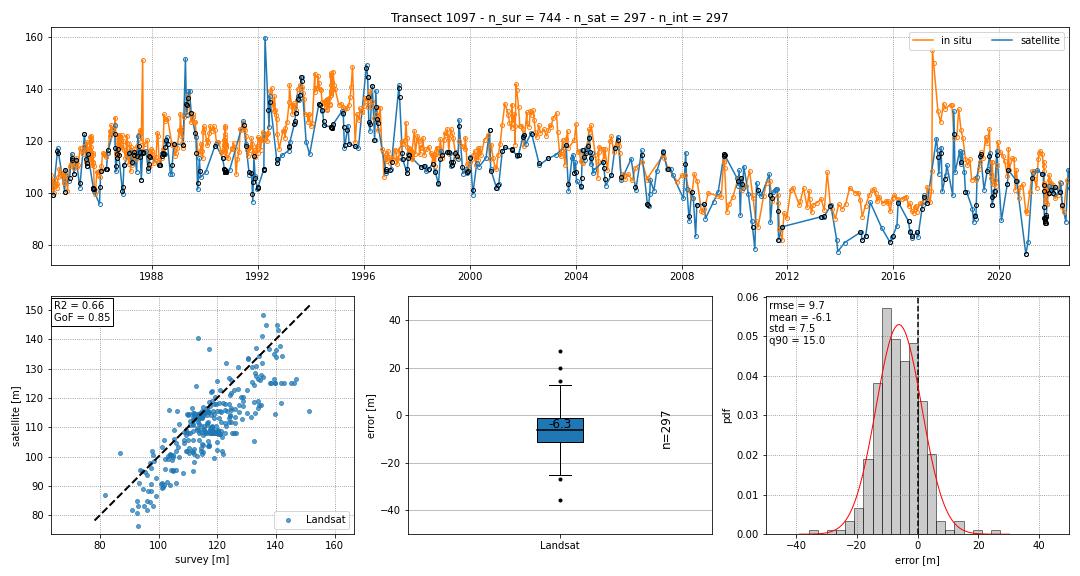 Transect 1097 - n_sur = 744 - n_sat = 297 - n_int = 297
in situ satellite
160
140
120
100
80
1988 1992 1996 2000 2004 2008 2012 2016 2020
R2 = 0.66
GoF = 0.85
satellite [m]
150
140
130
120
110
100
90
80
80 100 120 140 160
survey [m]
Landsat
error [m]
40
20
0
−20
−40
-6.3
n=297
Landsat
rmse = 9.7
mean = -6.1
std = 7.5
q90 = 15.0
pdf
0.06
0.05
0.04
0.03
0.02
0.01
0.00
−40 −20 0 20 40
error [m]